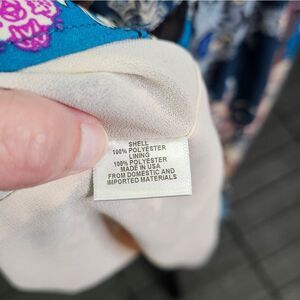 SHELL
100% POLYESTER
LINING
100% POLYESTER
MADE IN USA
FROM DOMESTIC AND
IMPORTED MATERIALS